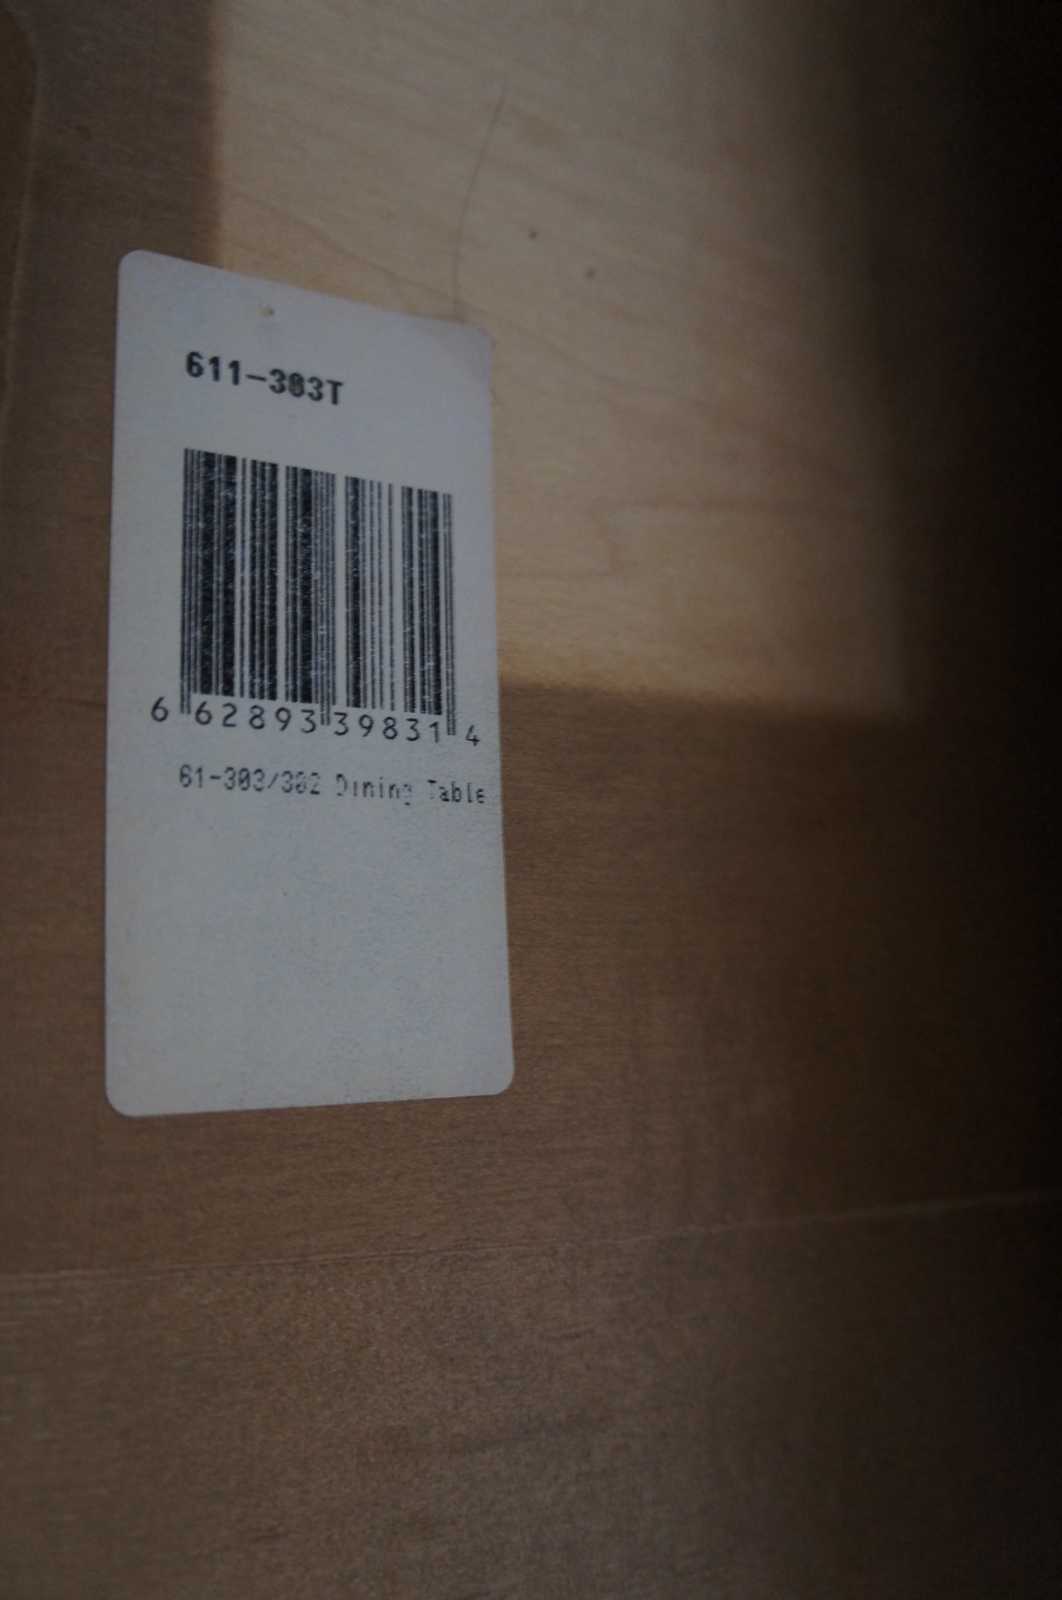 611-303T
6 62893 39831 4
61-303/302 Dining Table